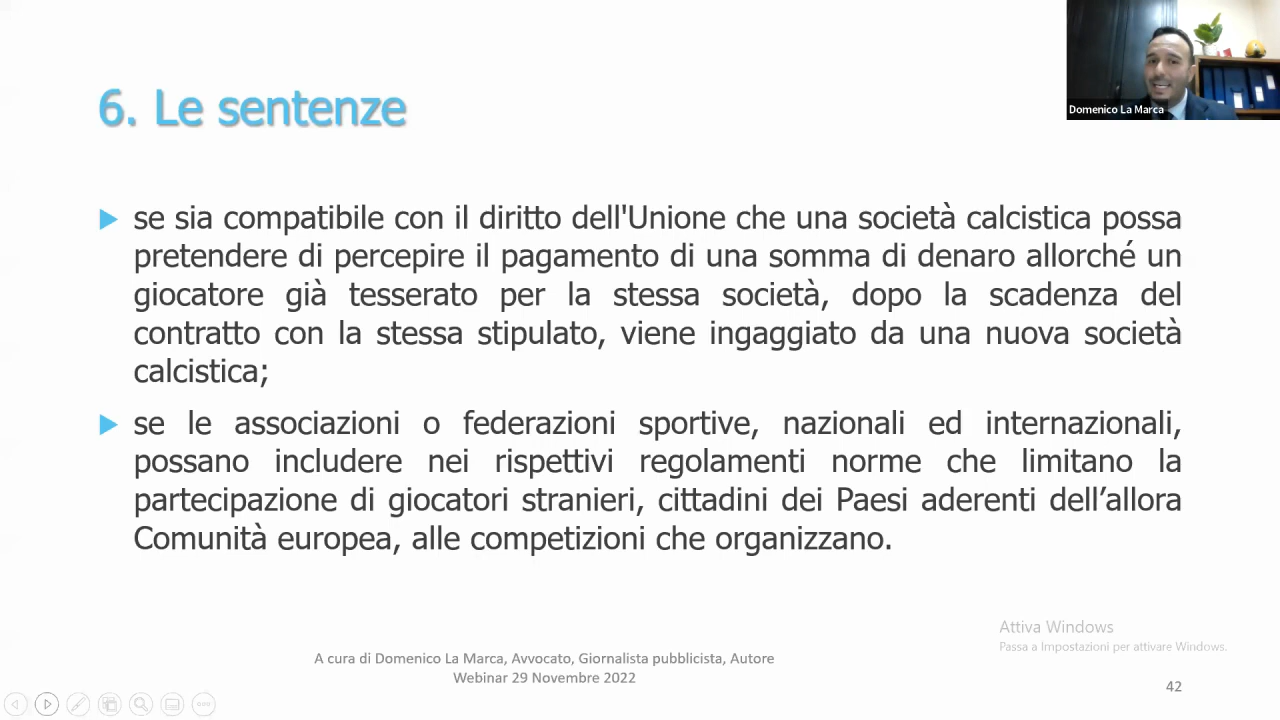 Domenico La Marca
6. Le sentenze
se sia compatibile con il diritto dell'Unione che una società calcistica possa
pretendere di percepire il pagamento di una somma di denaro allorché un
giocatore già tesserato per la stessa società, dopo la scadenza del
contratto con la stessa stipulato, viene ingaggiato da una nuova società
calcistica;
se le associazioni o federazioni sportive, nazionali ed internazionali,
possano includere nei rispettivi regolamenti norme che limitano la
partecipazione di giocatori stranieri, cittadini dei Paesi aderenti dell’allora
Comunità europea, alle competizioni che organizzano.
Attiva Windows
Passa a Impostazioni per attivare Windows.
A cura di Domenico La Marca, Avvocato, Giornalista pubblicista, Autore
Webinar 29 Novembre 2022
42